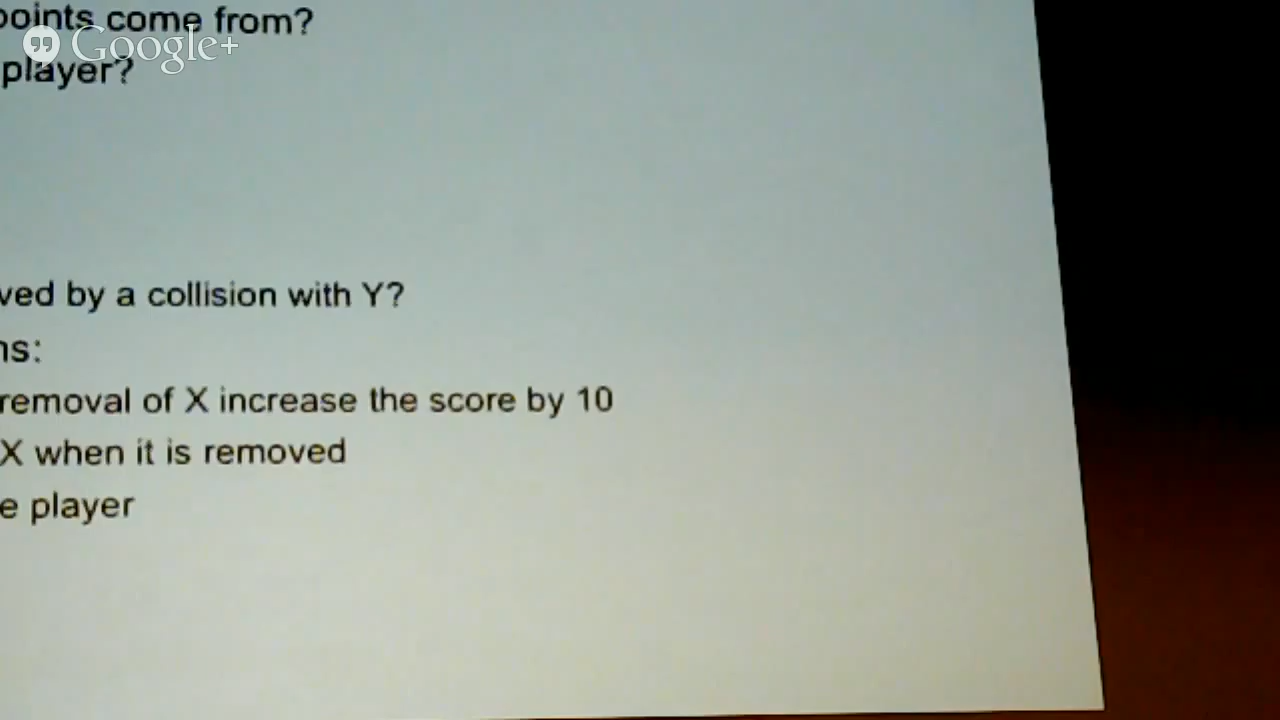 points come from?
Google+
player?
ved by a collision with Y?
ns:
removal of X increase the score by 10
X when it is removed
e player